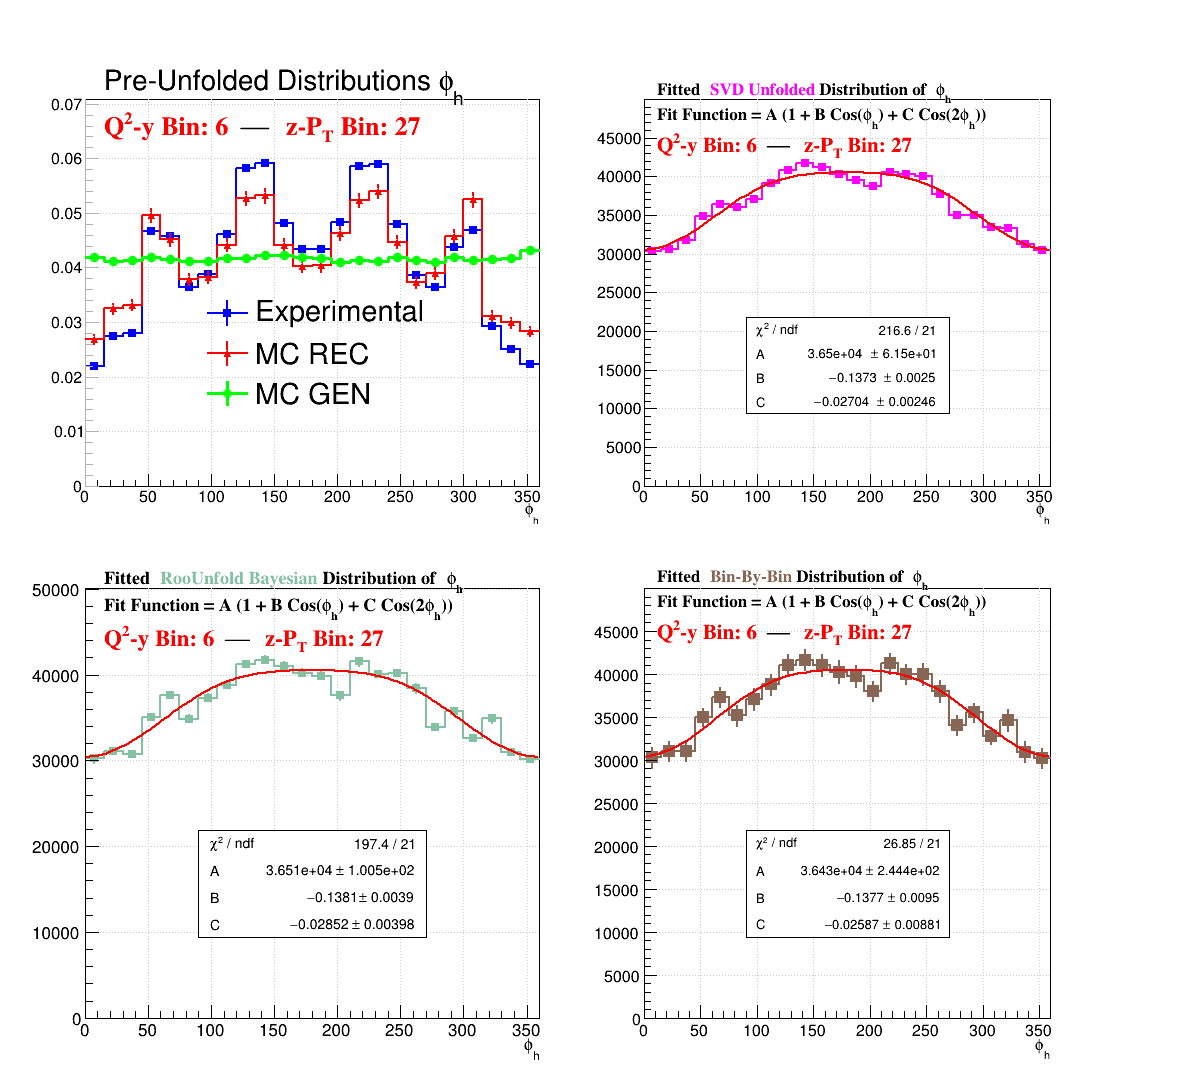 Pre-Unfolded Distributions ϕh
Q²-y Bin: 6 — z-PT Bin: 27
0.07
0.06
0.05
0.04
0.03
0.02
0.01
0
Experimental
MC REC
MC GEN
0 50 100 150 200 250 300 350
ϕh
Fitted SVD Unfolded Distribution of ϕh
Fit Function = A (1 + B Cos(ϕh) + C Cos(2ϕh))
Q²-y Bin: 6 — z-PT Bin: 27
45000
40000
35000
30000
25000
20000
15000
10000
5000
0
χ² / ndf 216.6 / 21
A 3.65e+04 ± 6.15e+01
B −0.1373 ± 0.0025
C −0.02704 ± 0.00246
0 50 100 150 200 250 300 350
ϕh
Fitted RooUnfold Bayesian Distribution of ϕh
Fit Function = A (1 + B Cos(ϕh) + C Cos(2ϕh))
Q²-y Bin: 6 — z-PT Bin: 27
50000
40000
30000
20000
10000
0
χ² / ndf 197.4 / 21
A 3.651e+04 ± 1.005e+02
B −0.1381± 0.0039
C −0.02852 ± 0.00398
0 50 100 150 200 250 300 350
ϕh
Fitted Bin-By-Bin Distribution of ϕh
Fit Function = A (1 + B Cos(ϕh) + C Cos(2ϕh))
Q²-y Bin: 6 — z-PT Bin: 27
45000
40000
35000
30000
25000
20000
15000
10000
5000
0
χ² / ndf 26.85 / 21
A 3.643e+04 ± 2.444e+02
B −0.1377 ± 0.0095
C −0.02587 ± 0.00881
0 50 100 150 200 250 300 350
ϕh